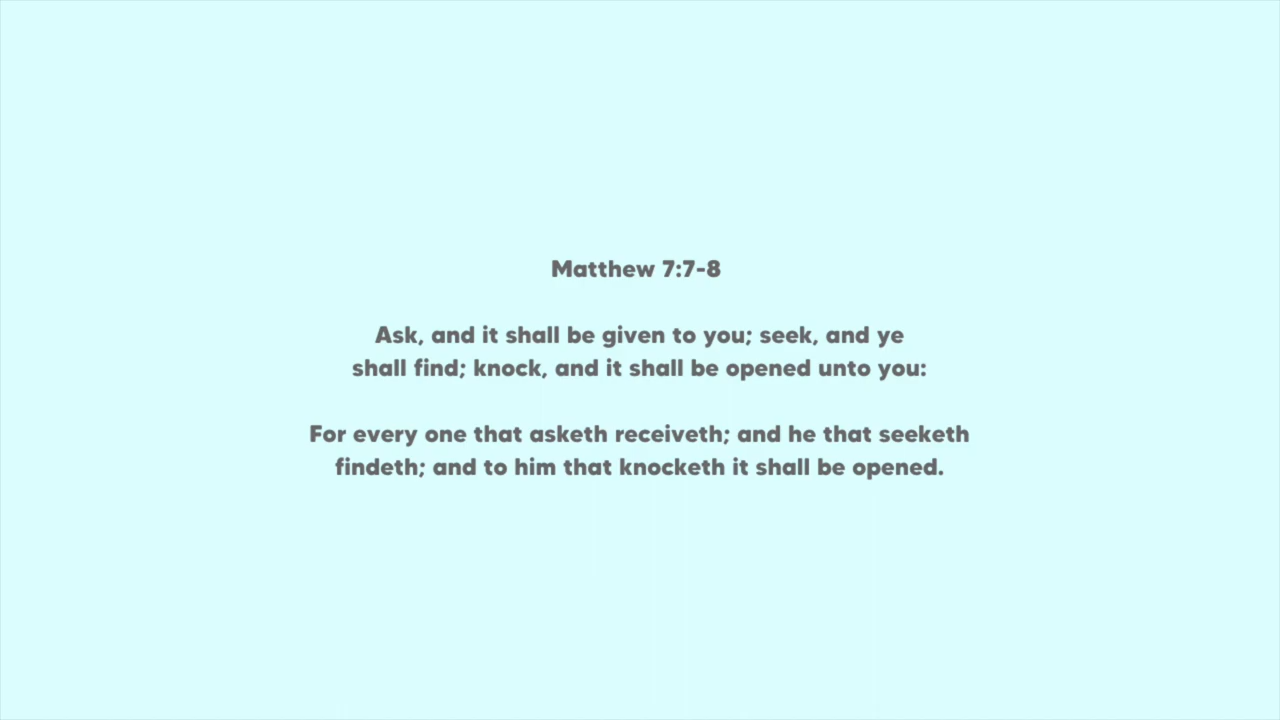 Matthew 7:7-8
Ask, and it shall be given to you; seek, and ye
shall find; knock, and it shall be opened unto you:
For every one that asketh receiveth; and he that seeketh
findeth; and to him that knocketh it shall be opened.